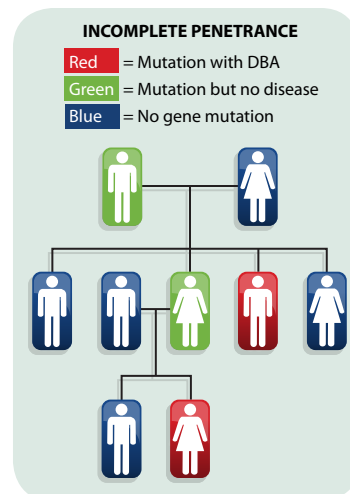 INCOMPLETE PENETRANCE
Red = Mutation with DBA
Green = Mutation but no disease
Blue = No gene mutation